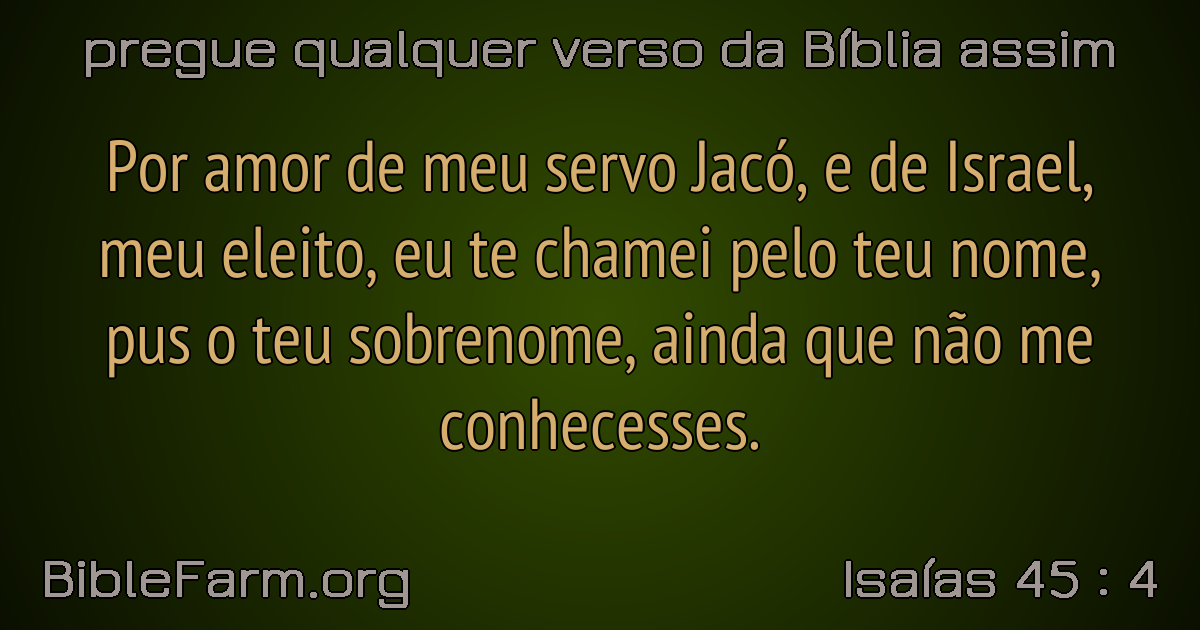 pregue qualquer verso da Bíblia assim
Por amor de meu servo Jacó, e de Israel,
meu eleito, eu te chamei pelo teu nome,
pus o teu sobrenome, ainda que não me
conhecesses.
BibleFarm.org
Isaías 45 : 4